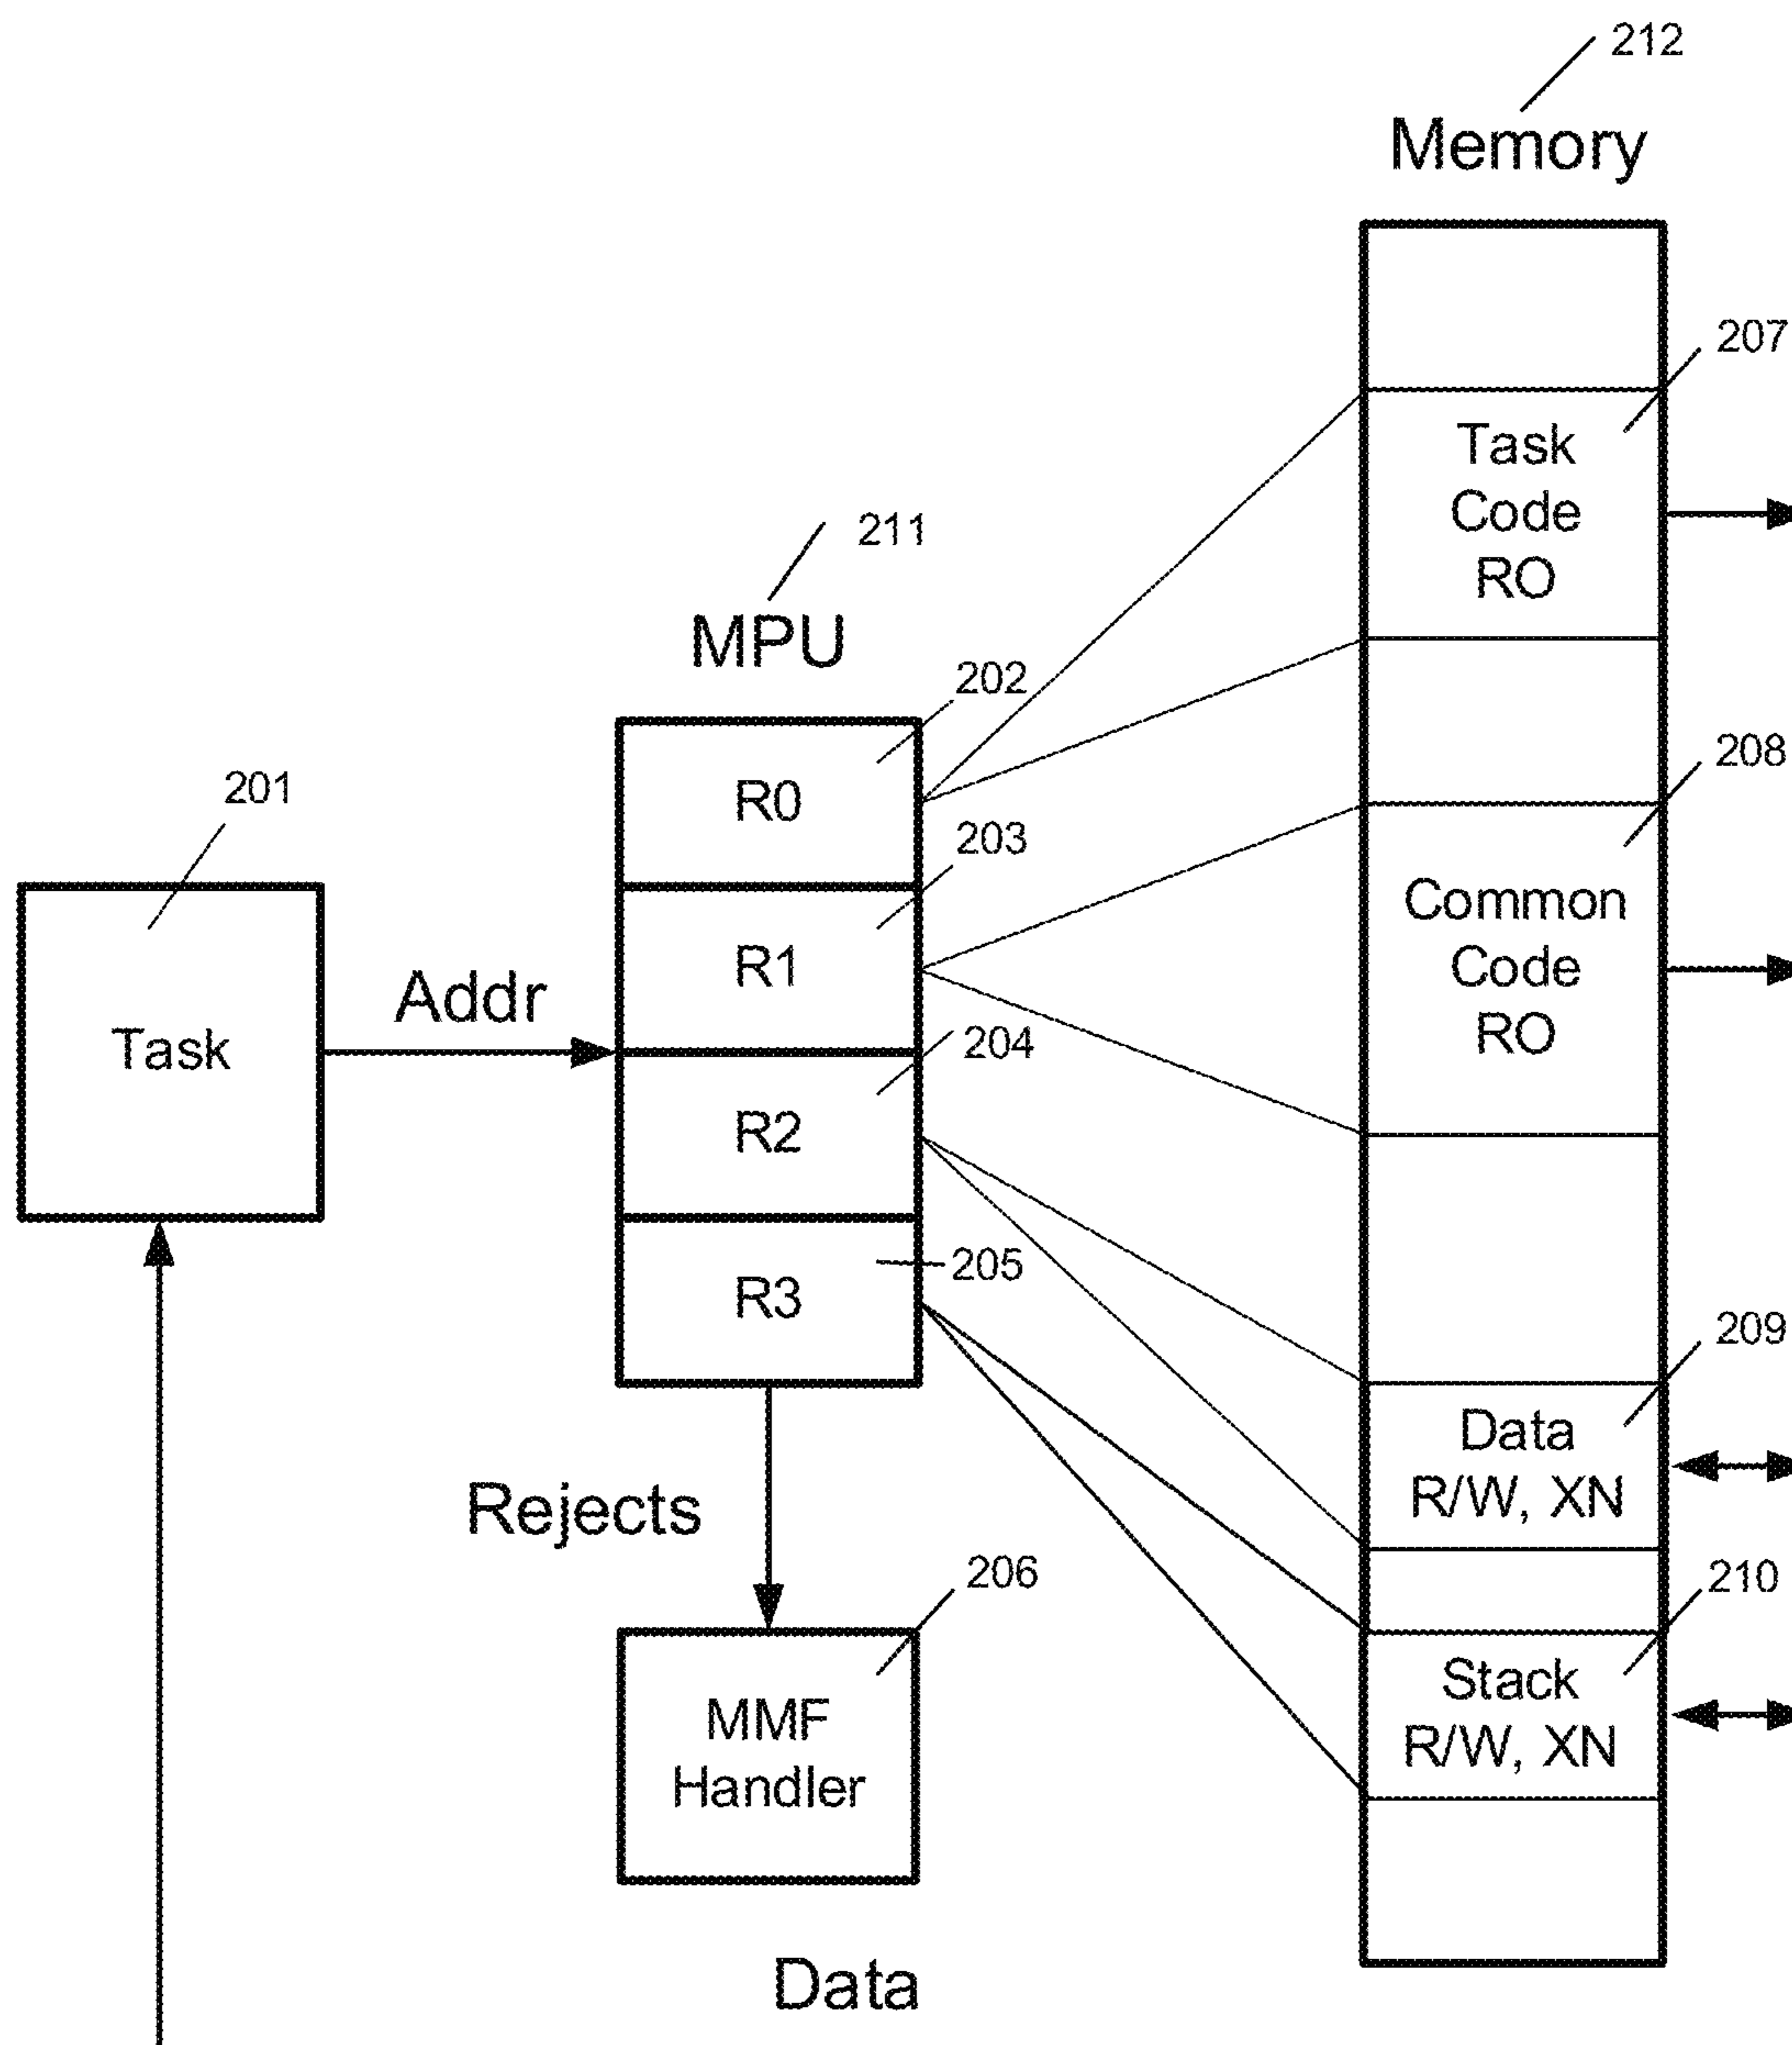 212
Memory
207
Task
Code
RO
211
MPU
202
R0
208
201
203
Common
Code
RO
Addr
R1
Task
204
R2
205
R3
209
Data
R/W, XN
Rejects
206
210
MMF
Handler
Stack
R/W, XN
Data